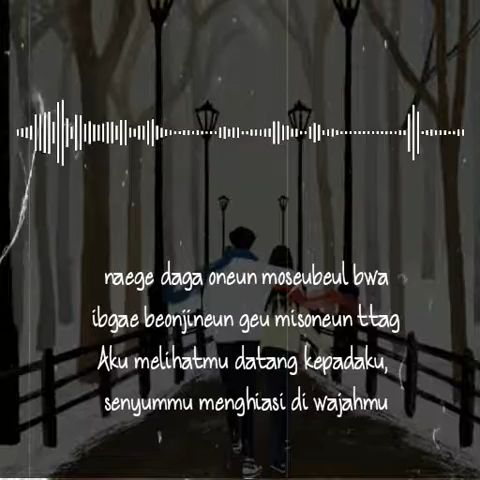 naege daga oneun moseubeul bwa
ibgae beonjineun geu misoneun ttag
Aku melihatmu datang kepadaku,
senyummu menghiasi di wajahmu